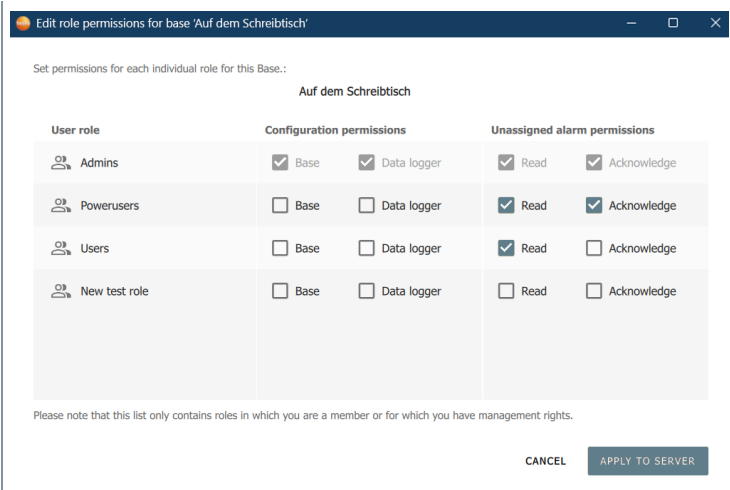 Edit role permissions for base 'Auf dem Schreibtisch'
Set permissions for each individual role for this Base.:
Auf dem Schreibtisch
User role Configuration permissions Unassigned alarm permissions
Admins Base Data logger Read Acknowledge
Powerusers Base Data logger Read Acknowledge
Users Base Data logger Read Acknowledge
New test role Base Data logger Read Acknowledge
Please note that this list only contains roles in which you are a member or for which you have management rights.
CANCEL APPLY TO SERVER